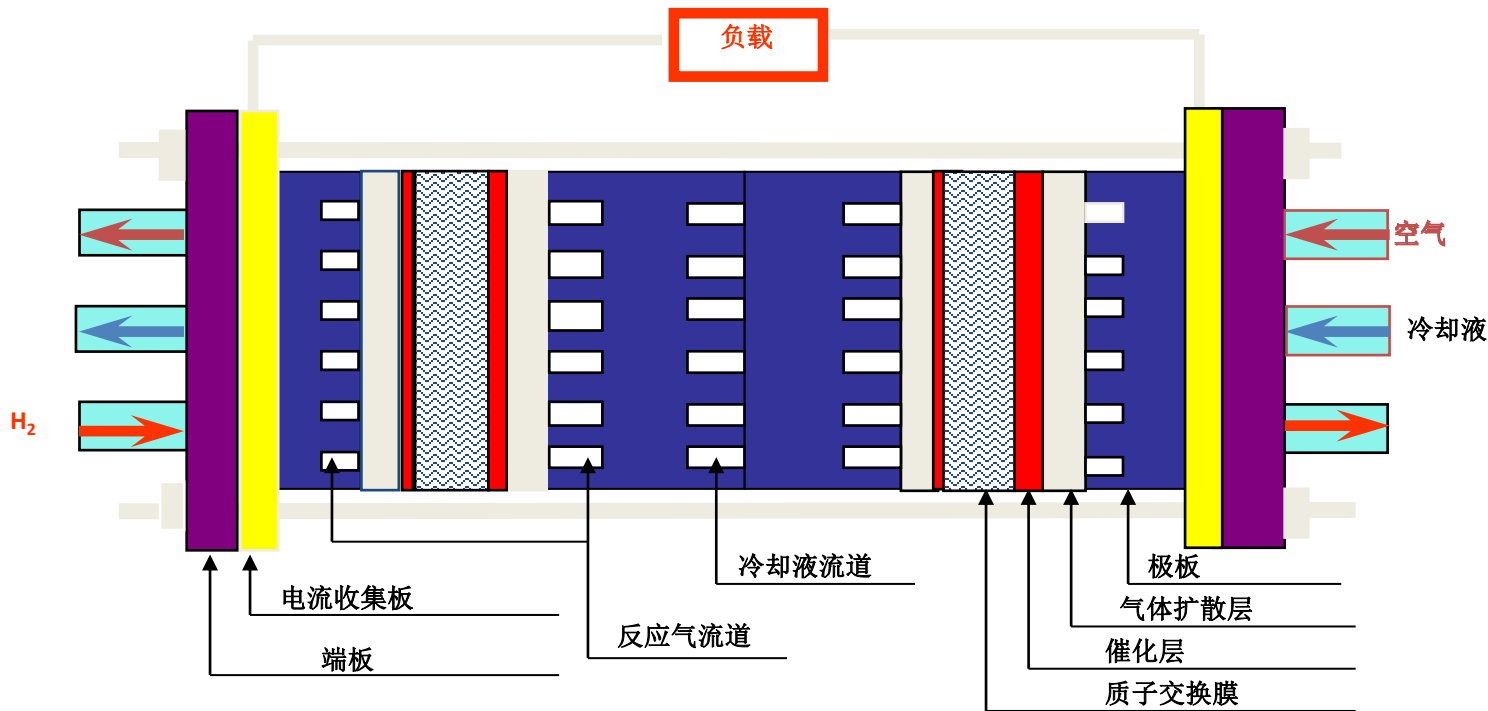 负载
空气
冷却液
H₂
冷却液流道
极板
电流收集板
气体扩散层
反应气流道
端板
催化层
质子交换膜